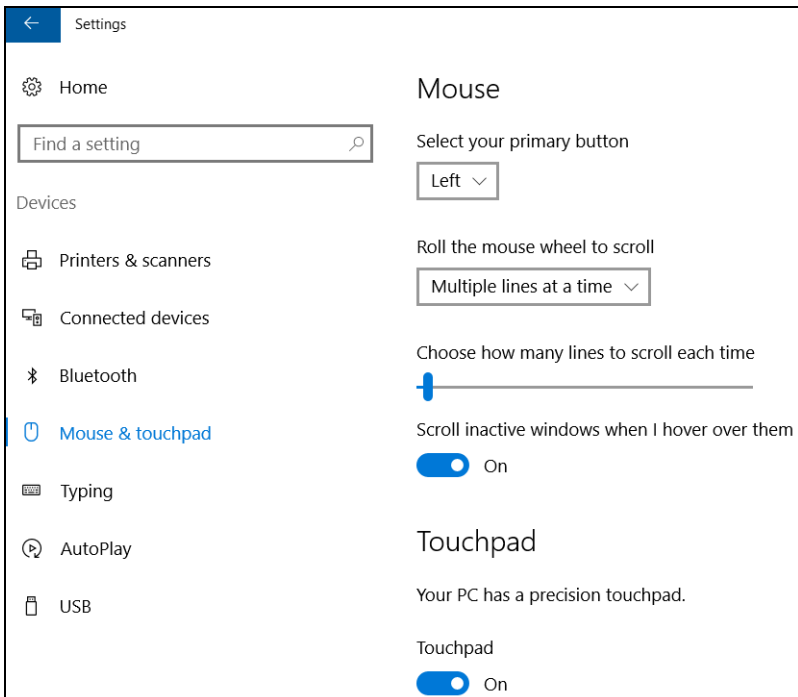 Settings
Home
Find a setting
Devices
Printers & scanners
Connected devices
Bluetooth
Mouse & touchpad
Typing
AutoPlay
USB
Mouse
Select your primary button
Left
Roll the mouse wheel to scroll
Multiple lines at a time
Choose how many lines to scroll each time
Scroll inactive windows when I hover over them
On
Touchpad
Your PC has a precision touchpad.
Touchpad
On